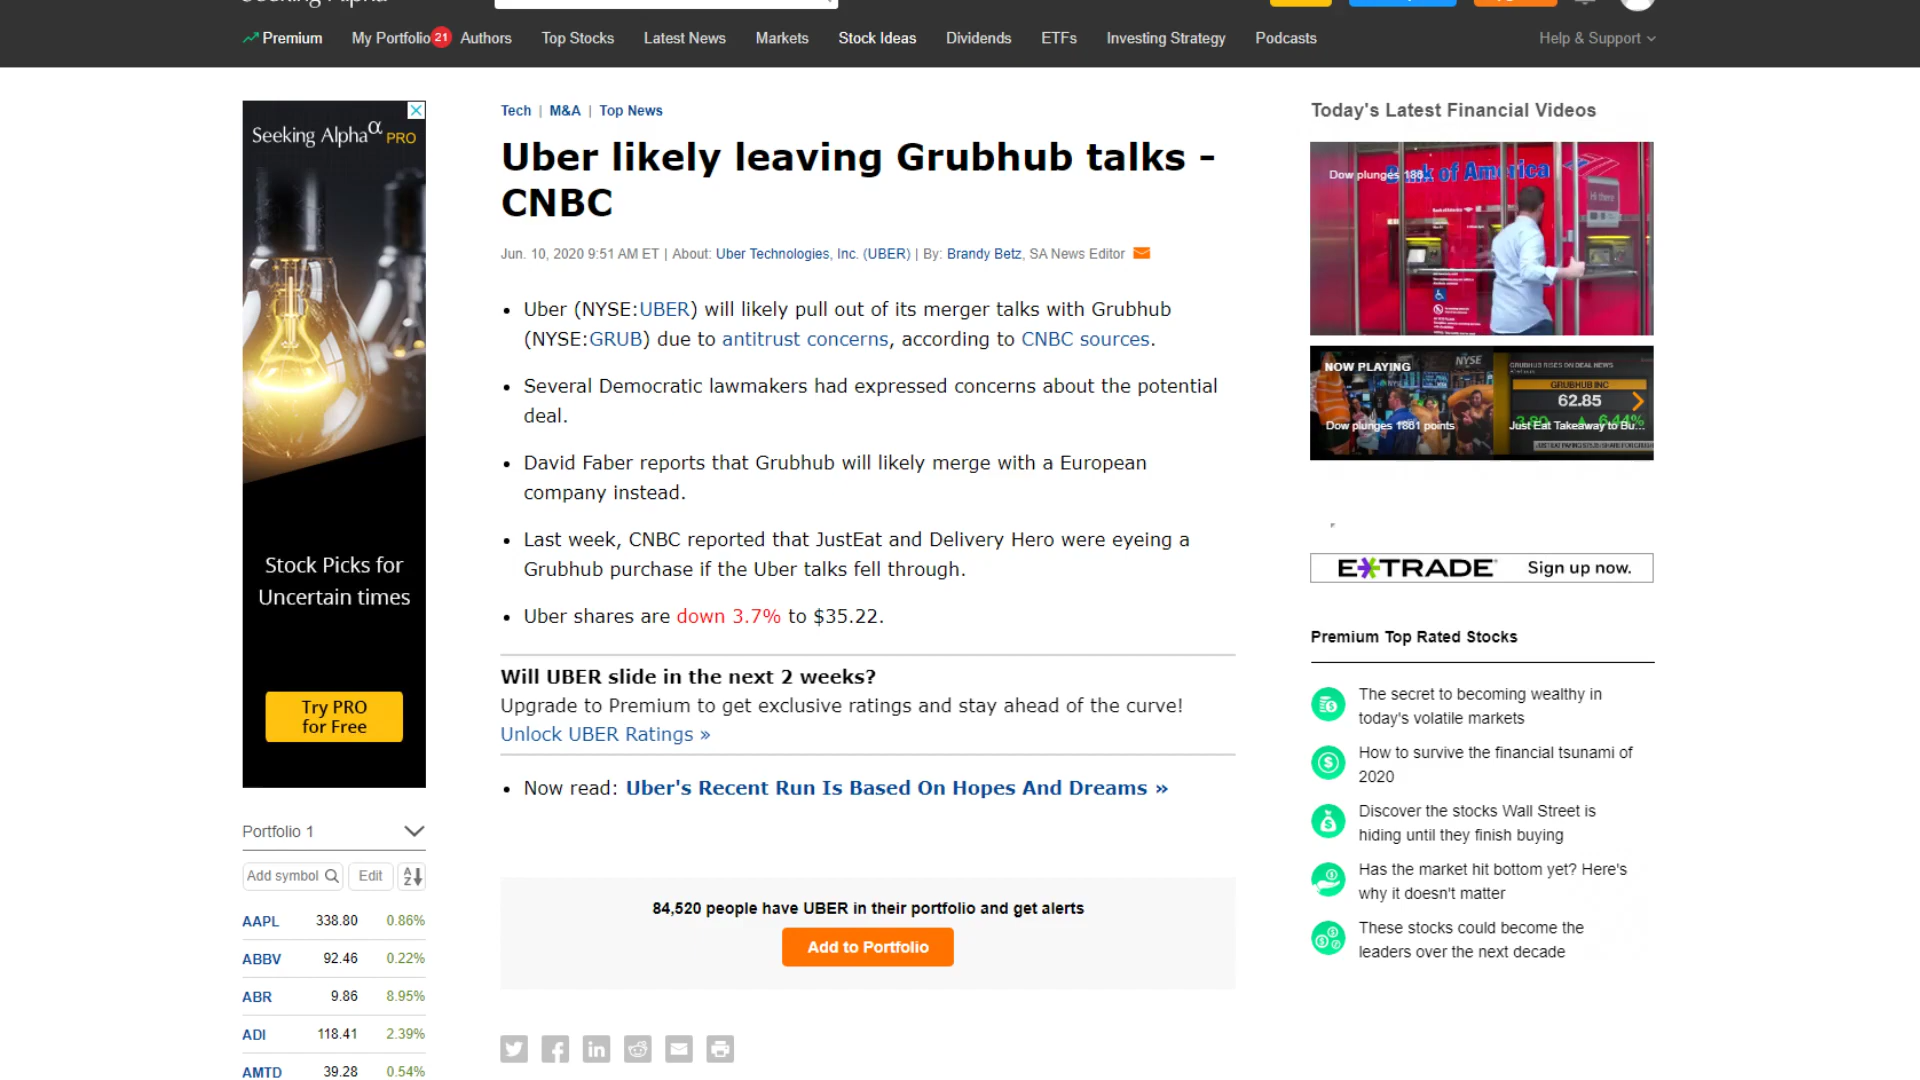 Premium
My Portfolio 21
Authors
Top Stocks
Latest News
Markets
Stock Ideas
Dividends
ETFs
Investing Strategy
Podcasts
Help & Support
Seeking Alphaα PRO
Stock Picks for
Uncertain times
Try PRO
for Free
Portfolio 1
Add symbol
Edit
AAPL 338.80 0.86%
ABBV 92.46 0.22%
ABR 9.86 8.95%
ADI 118.41 2.39%
AMTD 39.28 0.54%
Tech | M&A | Top News
Uber likely leaving Grubhub talks -
CNBC
Jun. 10, 2020 9:51 AM ET | About: Uber Technologies, Inc. (UBER) | By: Brandy Betz, SA News Editor
• Uber (NYSE:UBER) will likely pull out of its merger talks with Grubhub
(NYSE:GRUB) due to antitrust concerns, according to CNBC sources.
• Several Democratic lawmakers had expressed concerns about the potential
deal.
• David Faber reports that Grubhub will likely merge with a European
company instead.
• Last week, CNBC reported that JustEat and Delivery Hero were eyeing a
Grubhub purchase if the Uber talks fell through.
• Uber shares are down 3.7% to $35.22.
Will UBER slide in the next 2 weeks?
Upgrade to Premium to get exclusive ratings and stay ahead of the curve!
Unlock UBER Ratings »
• Now read: Uber's Recent Run Is Based On Hopes And Dreams »
84,520 people have UBER in their portfolio and get alerts
Add to Portfolio
Today's Latest Financial Videos
Dow plunges 186
of America
Hi there
NOW PLAYING
NYSE
Dow plunges 1861 points
GRUBHUB RISES ON DEAL NEWS
GRUBHUB INC
62.85
3.80 ▲ 6.44%
Just Eat Takeaway to Bu...
E*TRADE Sign up now.
Premium Top Rated Stocks
The secret to becoming wealthy in
today's volatile markets
How to survive the financial tsunami of
2020
Discover the stocks Wall Street is
hiding until they finish buying
Has the market hit bottom yet? Here's
why it doesn't matter
These stocks could become the
leaders over the next decade